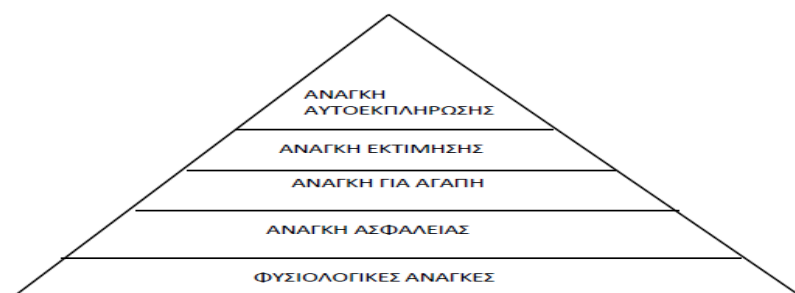 ΑΝΑΓΚΗ
ΑΥΤΟΕΚΠΛΗΡΩΣΗΣ
ΑΝΑΓΚΗ ΕΚΤΙΜΗΣΗΣ
ΑΝΑΓΚΗ ΓΙΑ ΑΓΑΠΗ
ΑΝΑΓΚΗ ΑΣΦΑΛΕΙΑΣ
ΦΥΣΙΟΛΟΓΙΚΕΣ ΑΝΑΓΚΕΣ